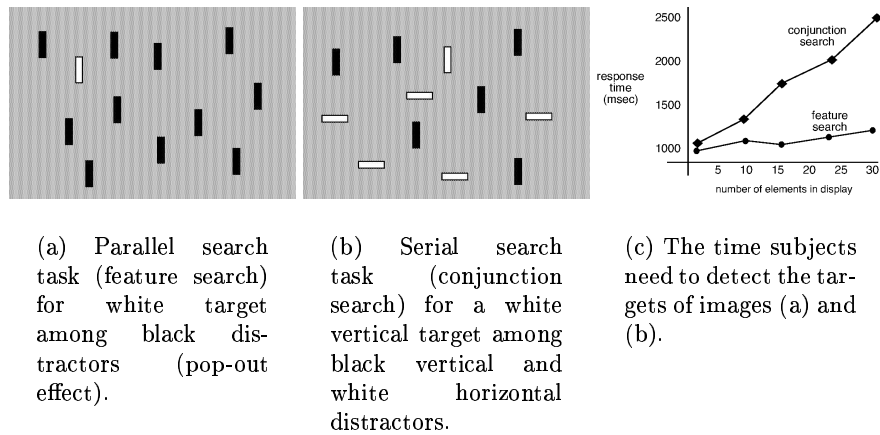 2500
conjunction
search
2000
response
time
(msec)
1500
feature
search
1000
5 10 15 20 25 30
number of elements in display
(a) Parallel search
task (feature search)
for white target
among black dis-
tractors (pop-out
effect).
(b) Serial search
task (conjunction
search) for a white
vertical target among
black vertical and
white horizontal
distractors.
(c) The time subjects
need to detect the tar-
gets of images (a) and
(b).